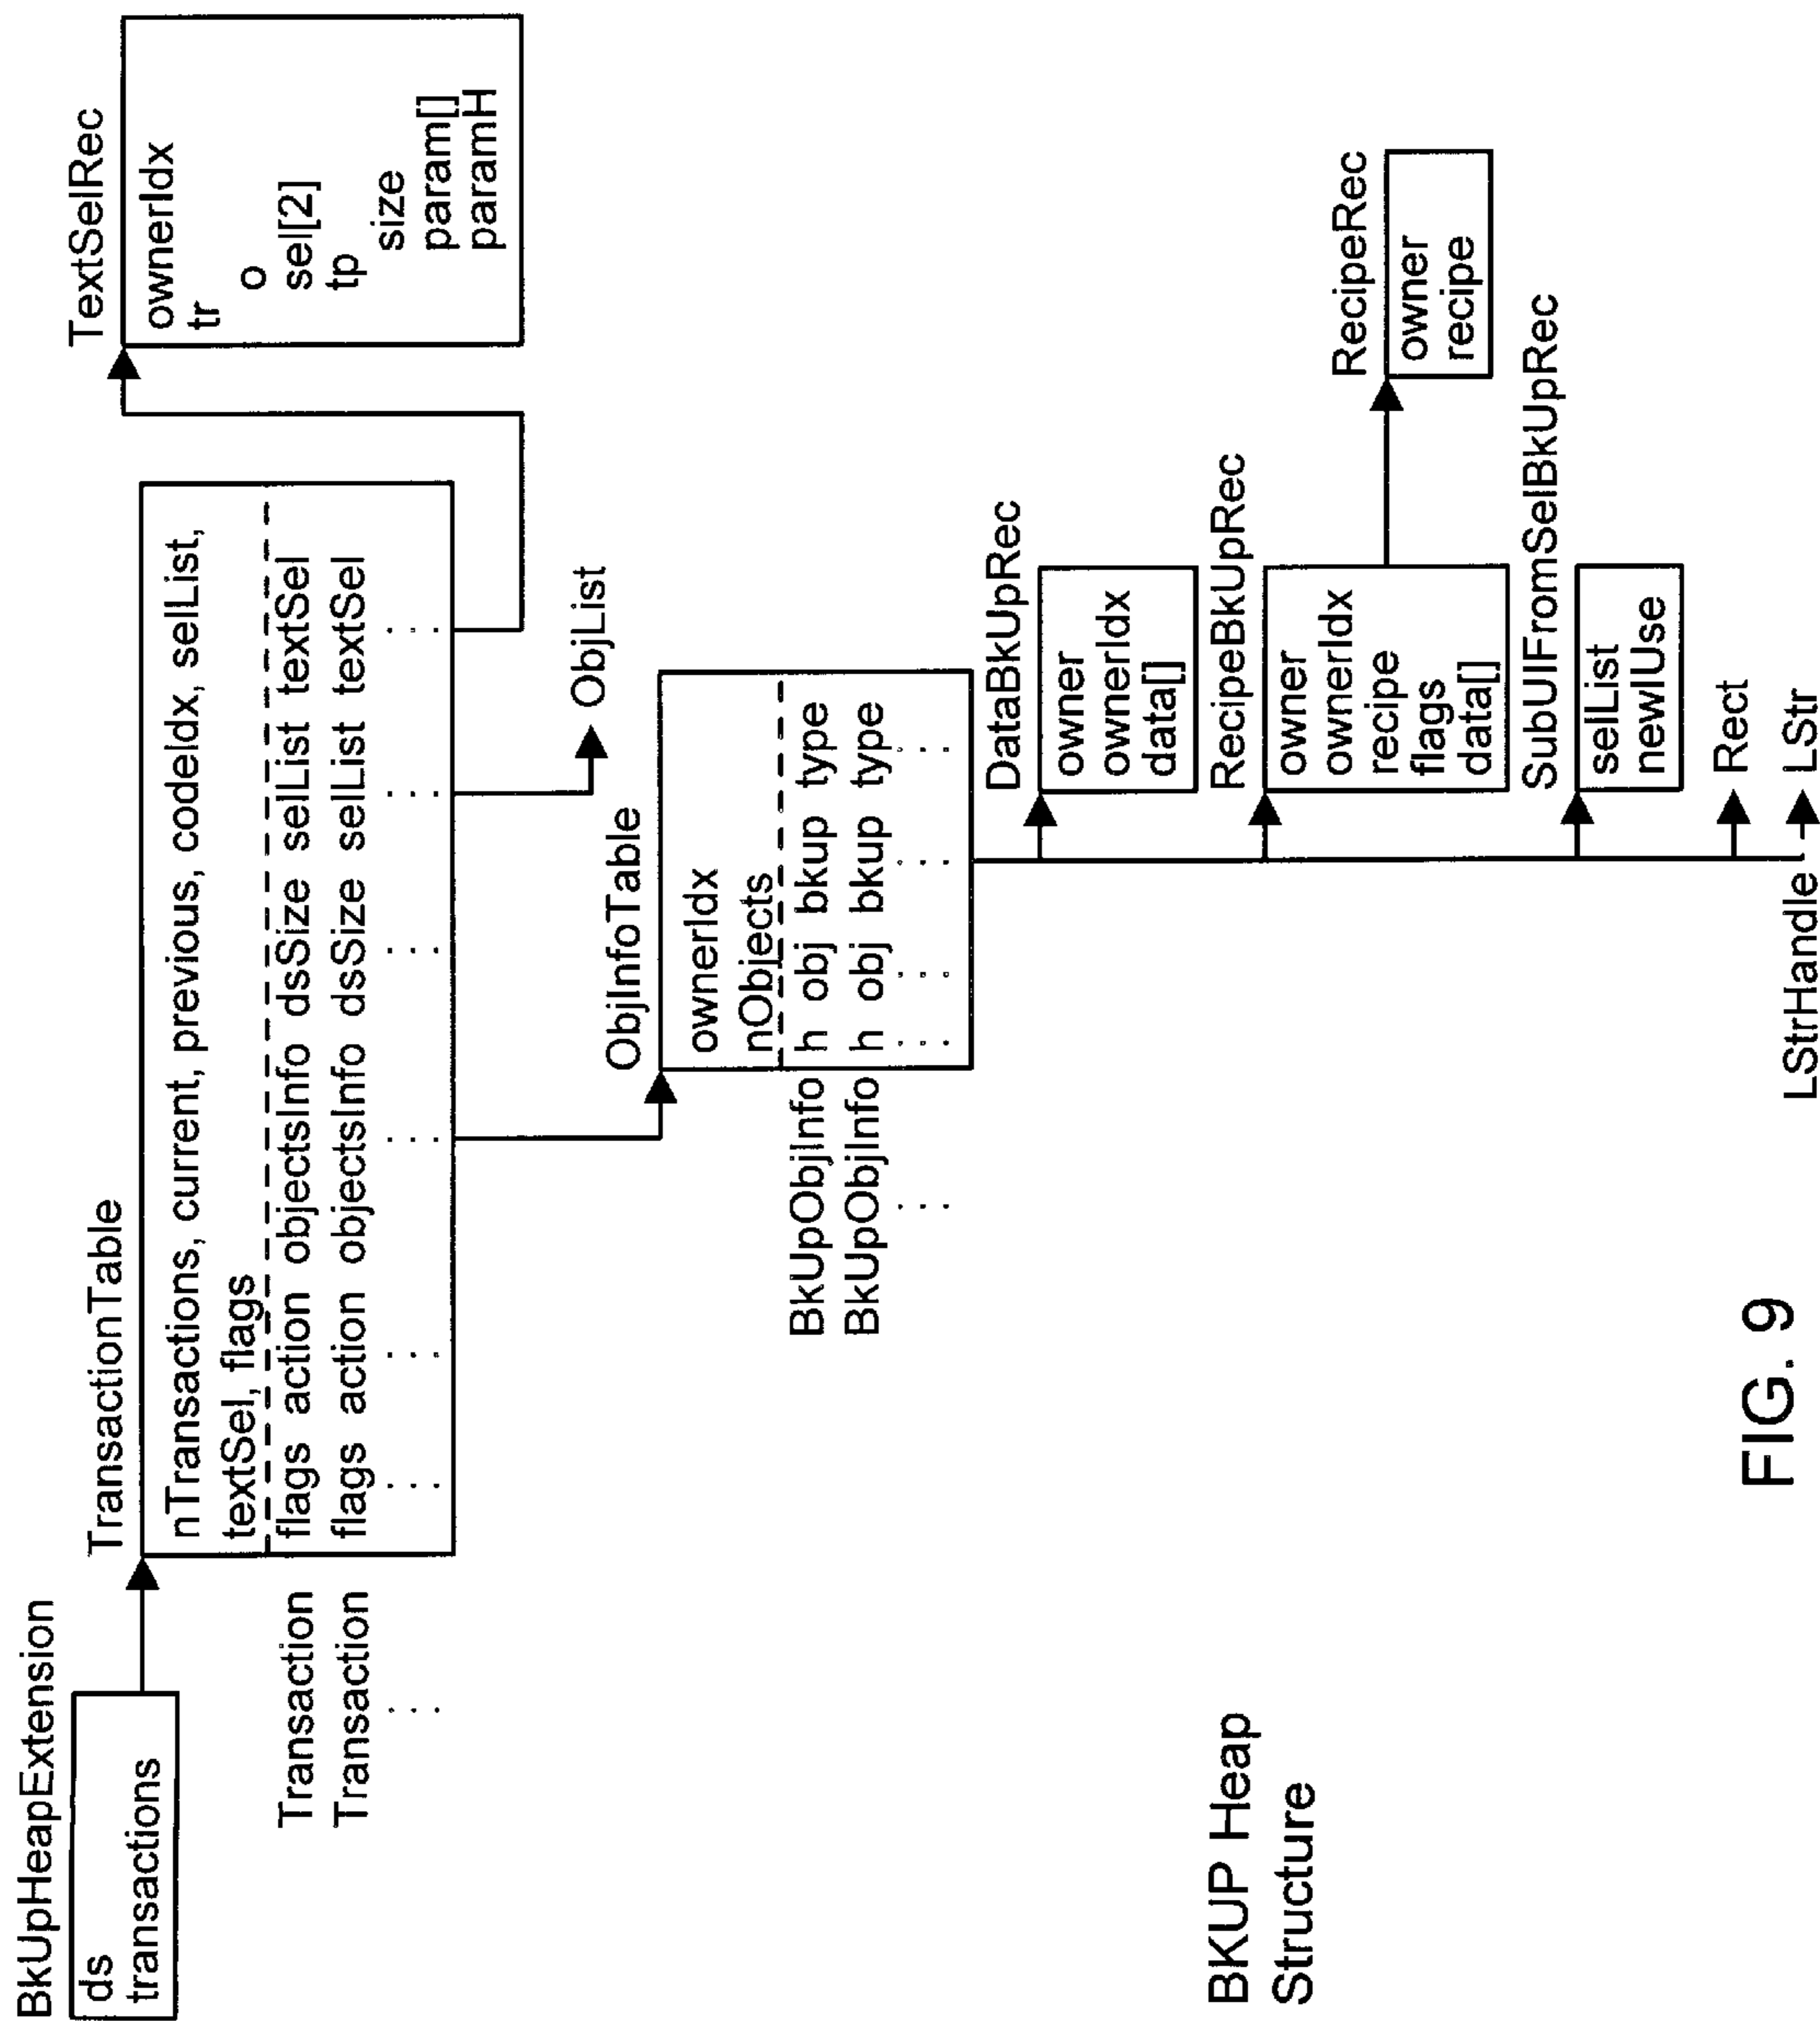 BkUpHeapExtension
ds
transactions
TransactionTable
nTransactions, current, previous, codeIdx, selList,
textSel, flags
Transaction flags action objectsInfo dsSize selList textSel
Transaction flags action objectsInfo dsSize selList textSel
... ... ... ... ... ... ...
TextSelRec
ownerIdx
tr
o
sel[2]
tp
size
param[]
paramH
ObjList
ObjInfoTable
ownerIdx
nObjects
BkUpObjInfo h obj bkup type
BkUpObjInfo h obj bkup type
... ... ... ... ...
DataBkUpRec
owner
ownerIdx
data[]
RecipeBkUpRec
owner
ownerIdx
recipe
flags
data[]
RecipeRec
owner
recipe
SubUIFromSelBkUpRec
selList
newIUse
Rect
LStrHandle LStr
BKUP Heap
Structure
FIG. 9